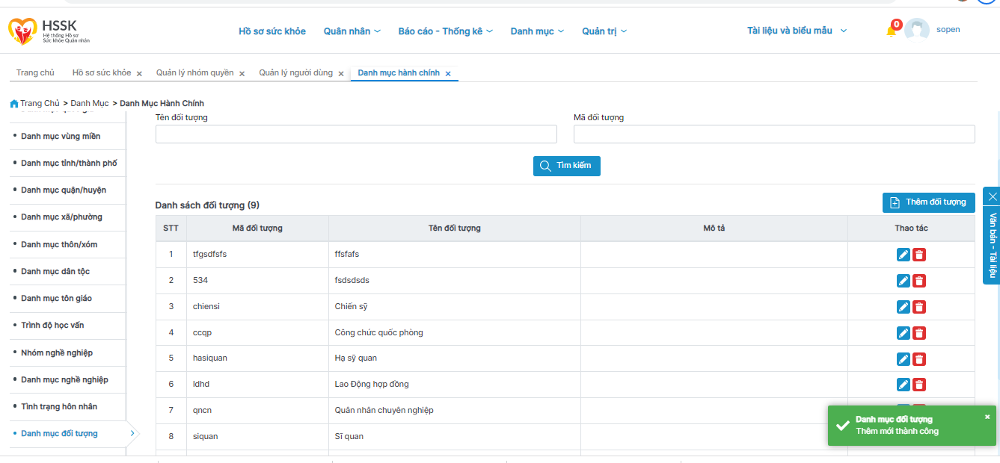 HSSK
Hệ thống Hồ sơ
Sức khỏe Quân nhân
Hồ sơ sức khỏe
Quân nhân
Báo cáo - Thống kê
Danh mục
Quản trị
Tài liệu và biểu mẫu
0
sopen
Trang chủ
Hồ sơ sức khỏe
Quản lý nhóm quyền
Quản lý người dùng
Danh mục hành chính
Trang Chủ > Danh Mục > Danh Mục Hành Chính
Danh mục vùng miền
Danh mục tỉnh/thành phố
Danh mục quận/huyện
Danh mục xã/phường
Danh mục thôn/xóm
Danh mục dân tộc
Danh mục tôn giáo
Trình độ học vấn
Nhóm nghề nghiệp
Danh mục nghề nghiệp
Tình trạng hôn nhân
Danh mục đối tượng
Tên đối tượng
Mã đối tượng
Tìm kiếm
Danh sách đối tượng (9)
Thêm đối tượng
STT Mã đối tượng Tên đối tượng Mô tả Thao tác
1 tfgsdfsfs ffsfafs
2 534 fsdsdsds
3 chiensi Chiến sỹ
4 ccqp Công chức quốc phòng
5 hasiquan Hạ sỹ quan
6 ldhd Lao Động hợp đồng
7 qncn Quân nhân chuyên nghiệp
8 siquan Sĩ quan
Văn bản - Tài liệu
Danh mục đối tượng
Thêm mới thành công